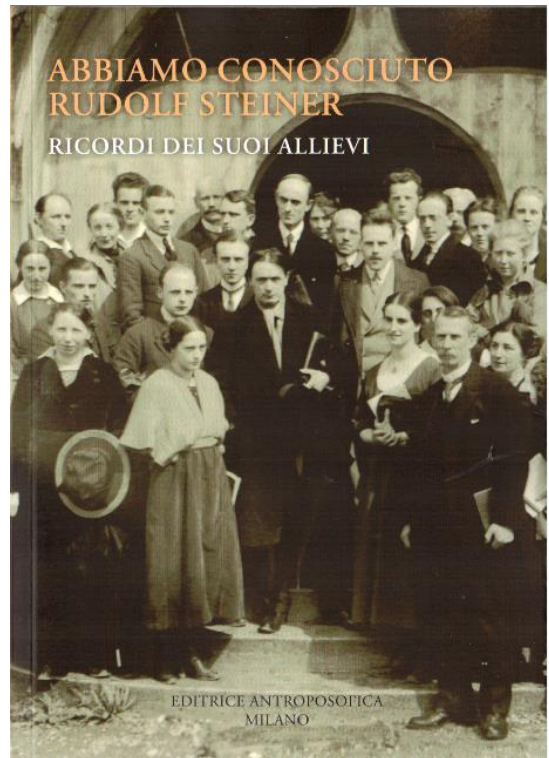 ABBIAMO CONOSCIUTO
RUDOLF STEINER
RICORDI DEI SUOI ALLIEVI
EDITRICE ANTROPOSOFICA
MILANO